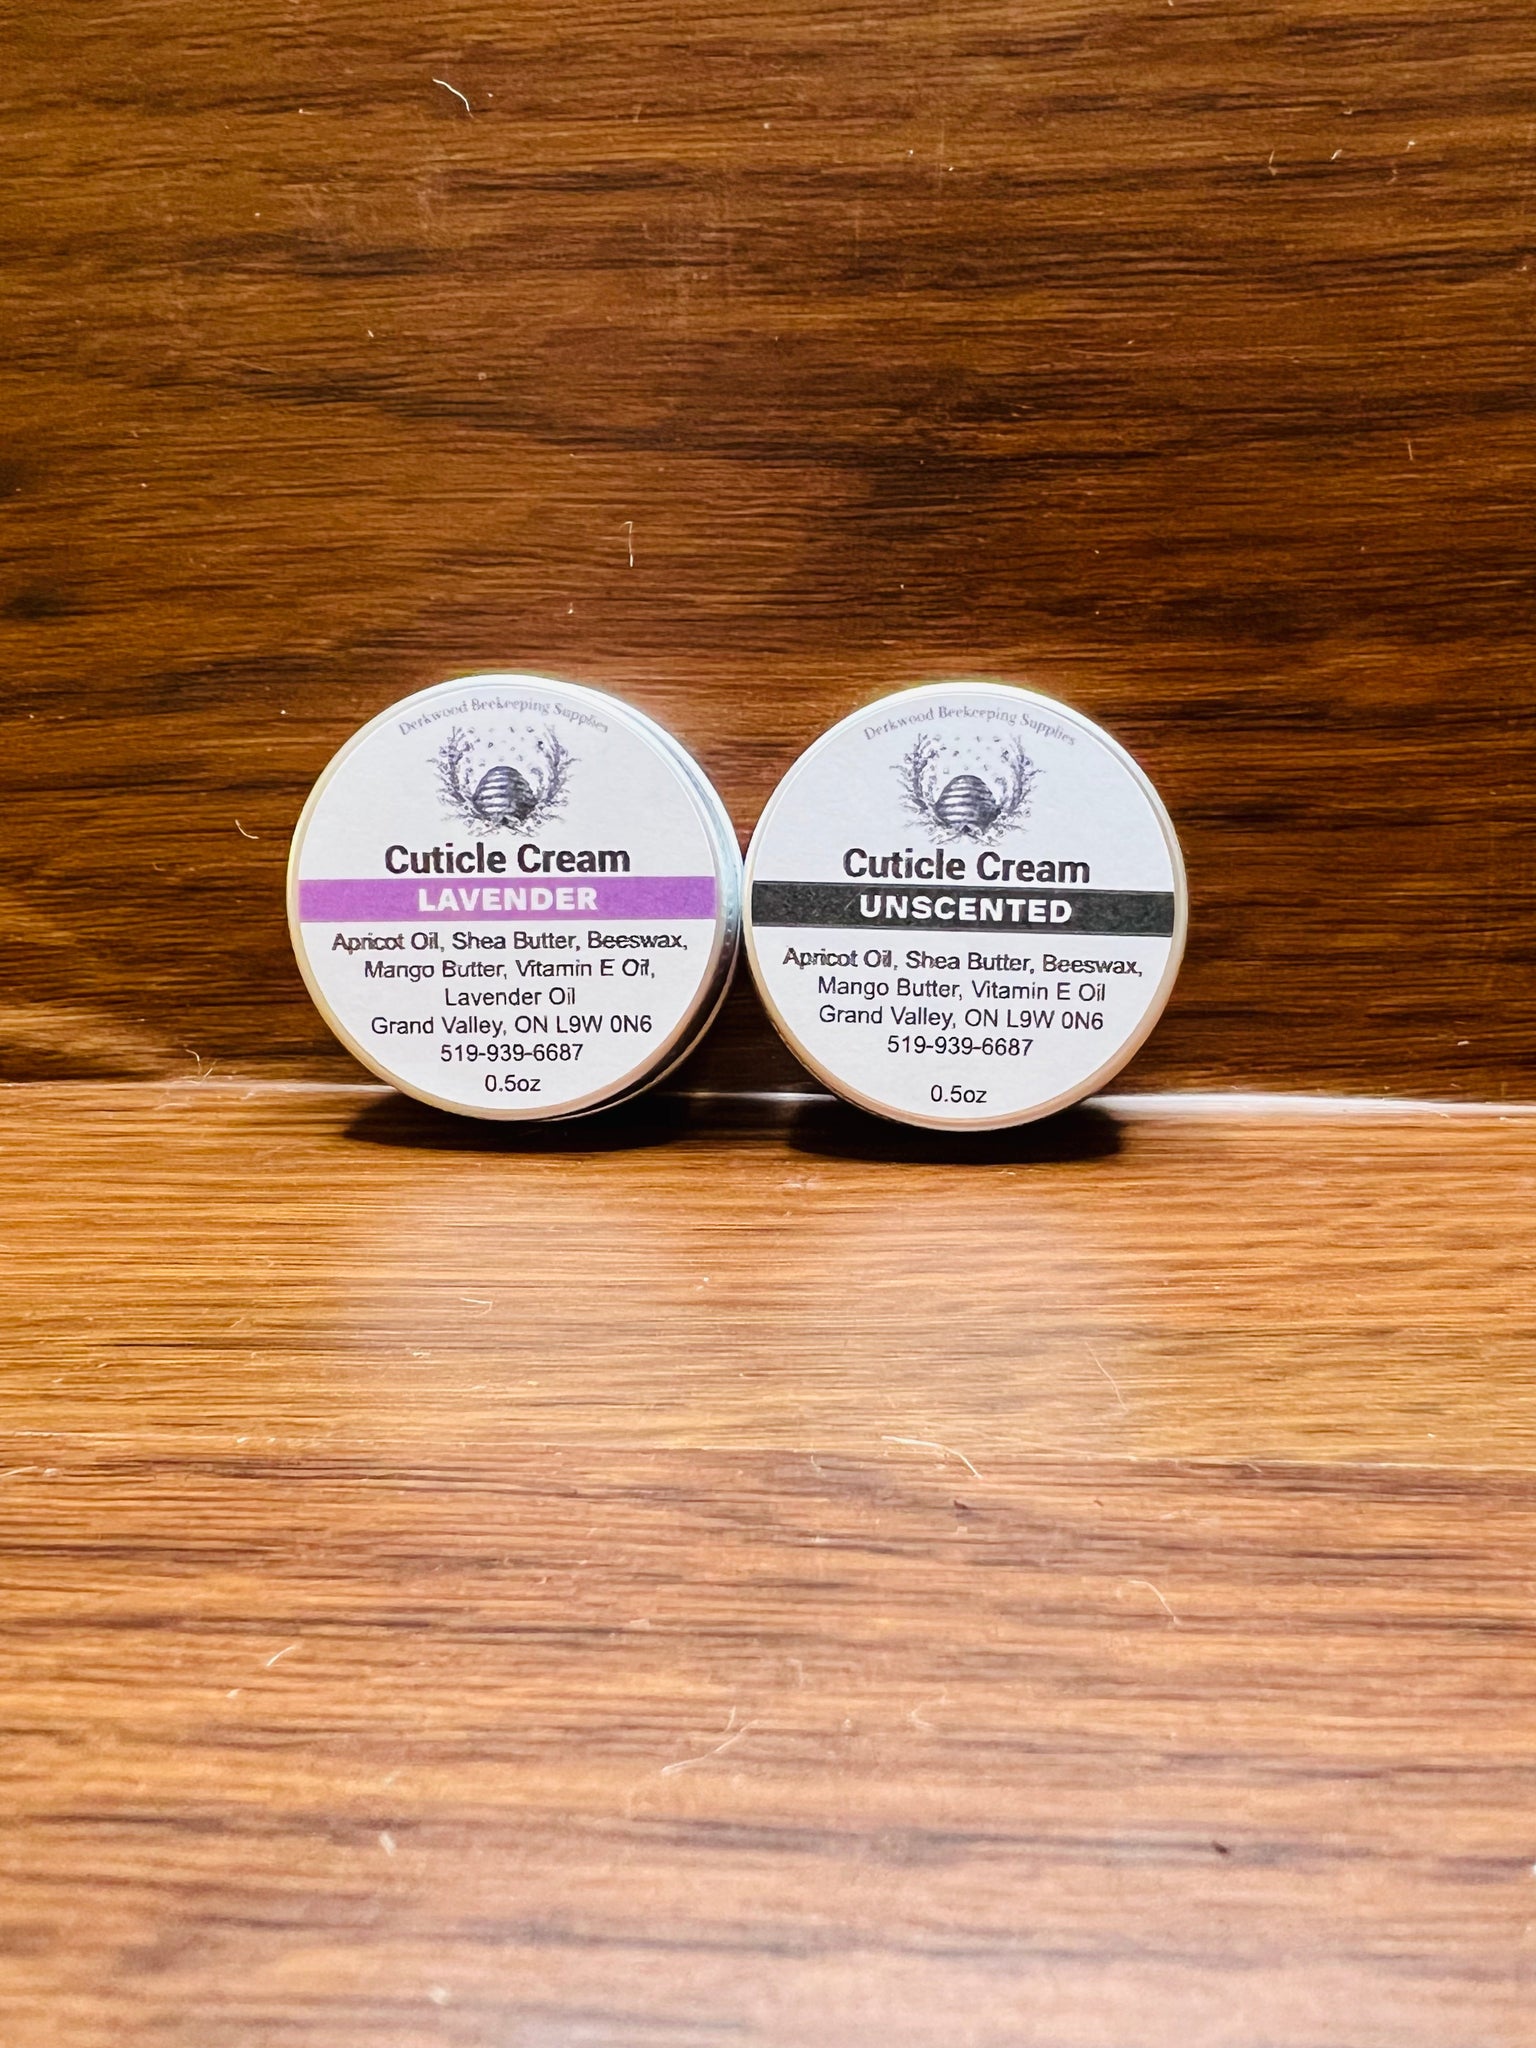 Derkwood Beekeeping Supplies
Cuticle Cream
LAVENDER
Apricot Oil, Shea Butter, Beeswax,
Mango Butter, Vitamin E Oil,
Lavender Oil
Grand Valley, ON L9W 0N6
519-939-6687
0.5oz
Derkwood Beekeeping Supplies
Cuticle Cream
UNSCENTED
Apricot Oil, Shea Butter, Beeswax,
Mango Butter, Vitamin E Oil
Grand Valley, ON L9W 0N6
519-939-6687
0.5oz